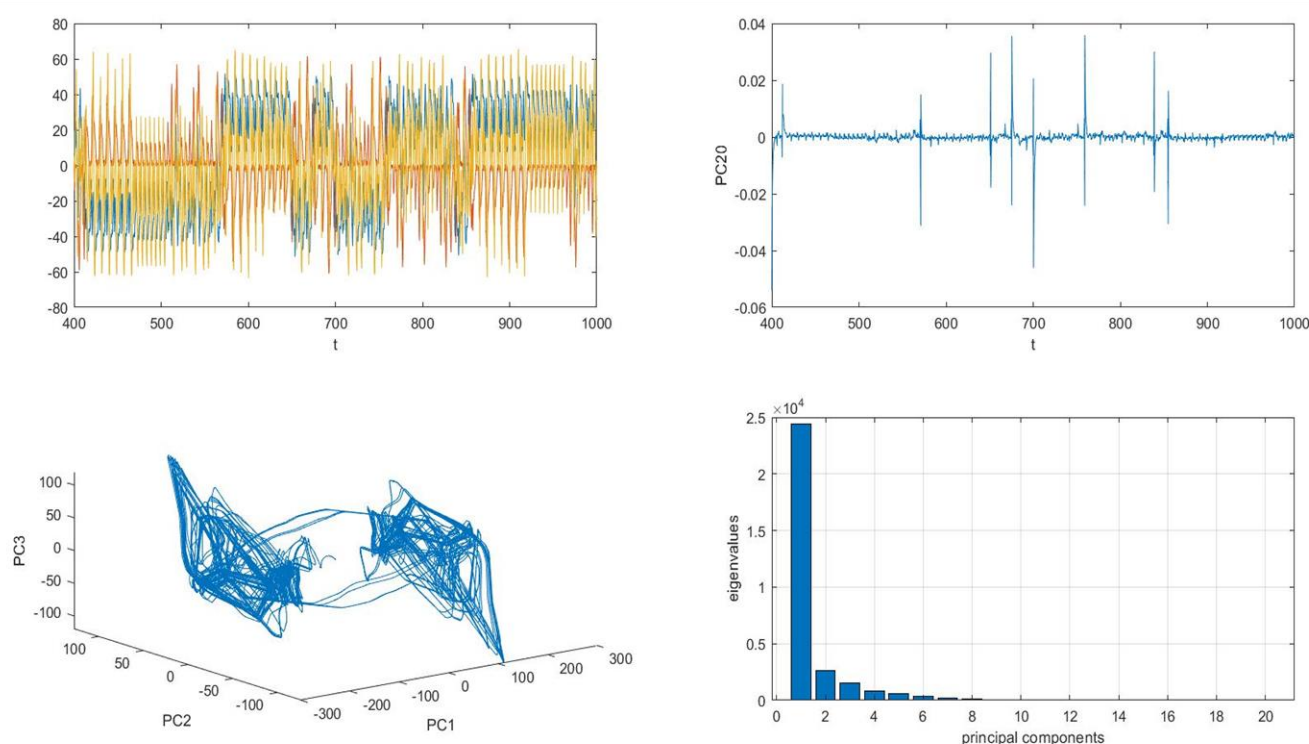 80
60
40
20
0
-20
-40
-60
80
400 500 600 700 800 900 1000
t
0.04
0.02
0
-0.02
-0.04
-0.06
PC20
400 500 600 700 800 900 1000
t
100
50
0
-50
-100
PC3
100 50 0 -50 -100
PC2
-300 -200 -100 0 100 200 300
PC1
×10⁴
2.5
2
1.5
1
0.5
0
eigenvalues
0 2 4 6 8 10 12 14 16 18 20
principal components